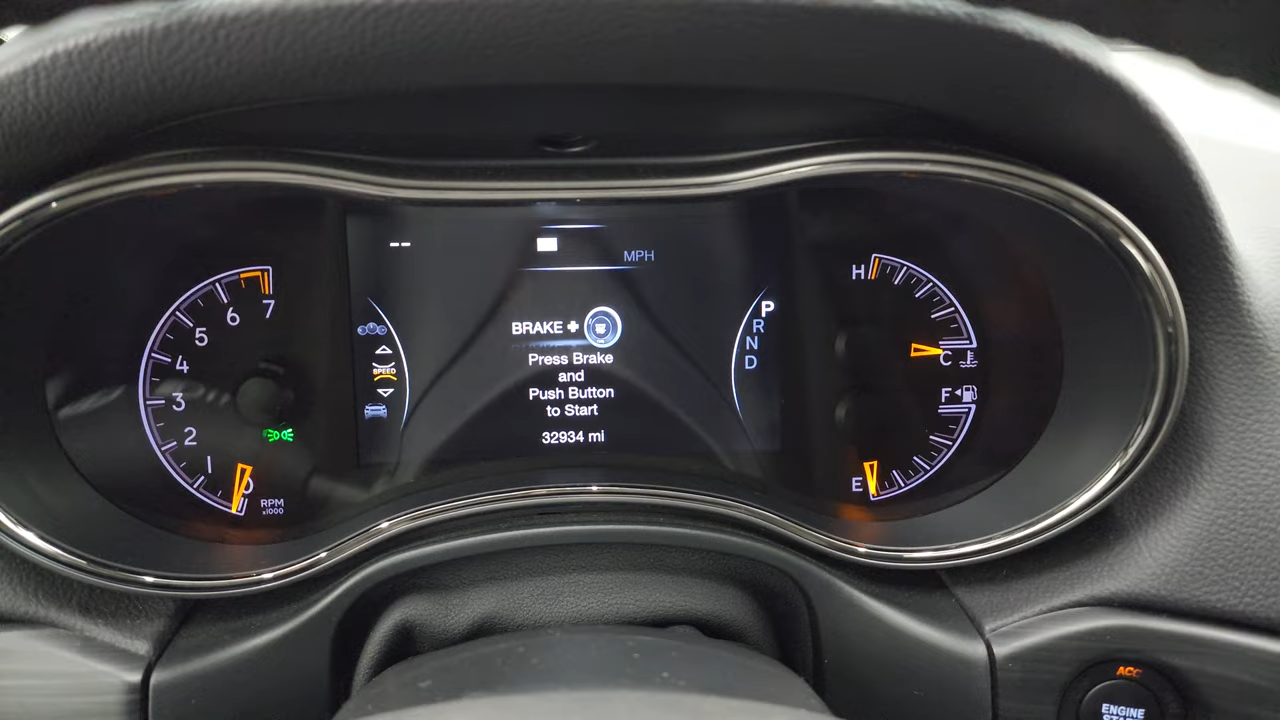 --
MPH
H
7
6
5
4
3
2
1
0
RPM
x1000
BRAKE +
Press Brake
and
Push Button
to Start
32934 mi
SPEED
P
R
N
D
C
F
E
ACC
ENGINE